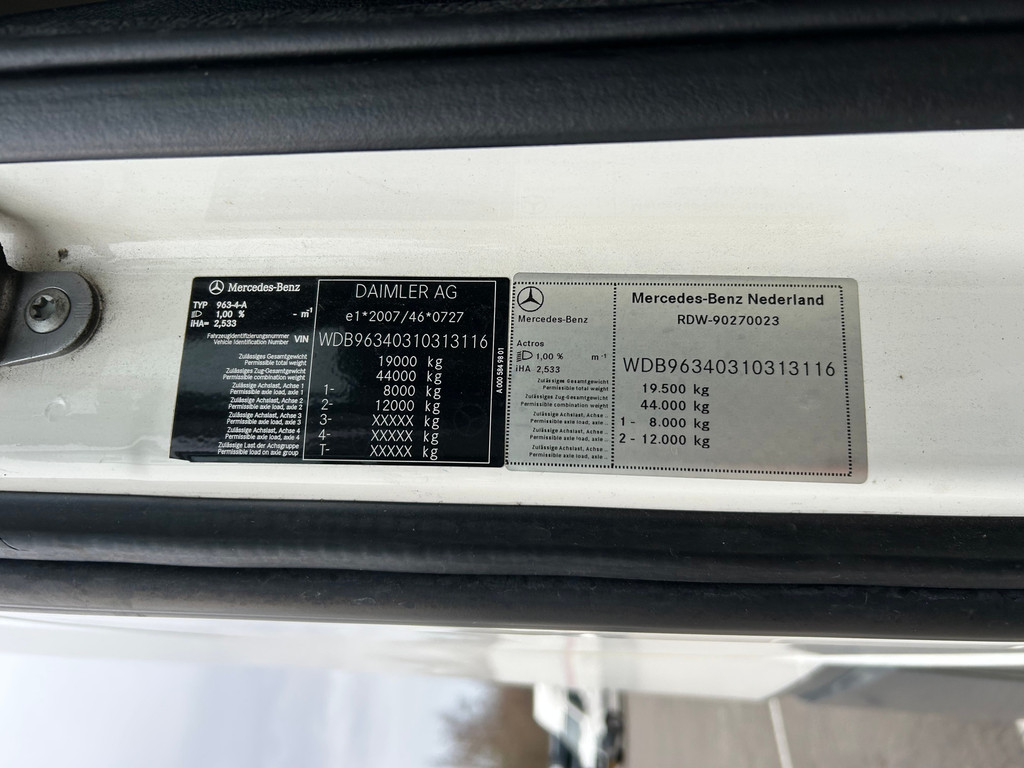 Mercedes-Benz
TYP 963-4-A
1,00 % - m⁻¹
IHA= 2,533
DAIMLER AG
e1*2007/46*0727
Fahrzeugidentifizierungsnummer
Vehicle Identification Number VIN WDB96340310313116
Zulässiges Gesamtgewicht
Permissible total weight 19000 kg
Zulässiges Zug-Gesamtgewicht
Permissible combination weight 44000 kg
Zulässige Achslast, Achse 1
Permissible axle load, axle 1 1- 8000 kg
Zulässige Achslast, Achse 2
Permissible axle load, axle 2 2- 12000 kg
Zulässige Achslast, Achse 3
Permissible axle load, axle 3 3- XXXXX kg
Zulässige Achslast, Achse 4
Permissible axle load, axle 4 4- XXXXX kg
Zulässige Last der Achsgruppe
Permissible load on axle group T- XXXXX kg
A 000 584 98 01
Mercedes-Benz
Mercedes-Benz Nederland
RDW-90270023
Actros
1,00 % m⁻¹
IHA 2,533
WDB96340310313116
Zulässiges Gesamtgewicht
Permissible total weight 19.500 kg
Zulässiges Zug-Gesamtgewicht
Permissible combination weight 44.000 kg
Zulässige Achslast, Achse ...
Permissible axle load, axle ... 1 - 8.000 kg
Zulässige Achslast, Achse ...
Permissible axle load, axle ... 2 - 12.000 kg
Zulässige Achslast, Achse ...
Permissible axle load, axle ...